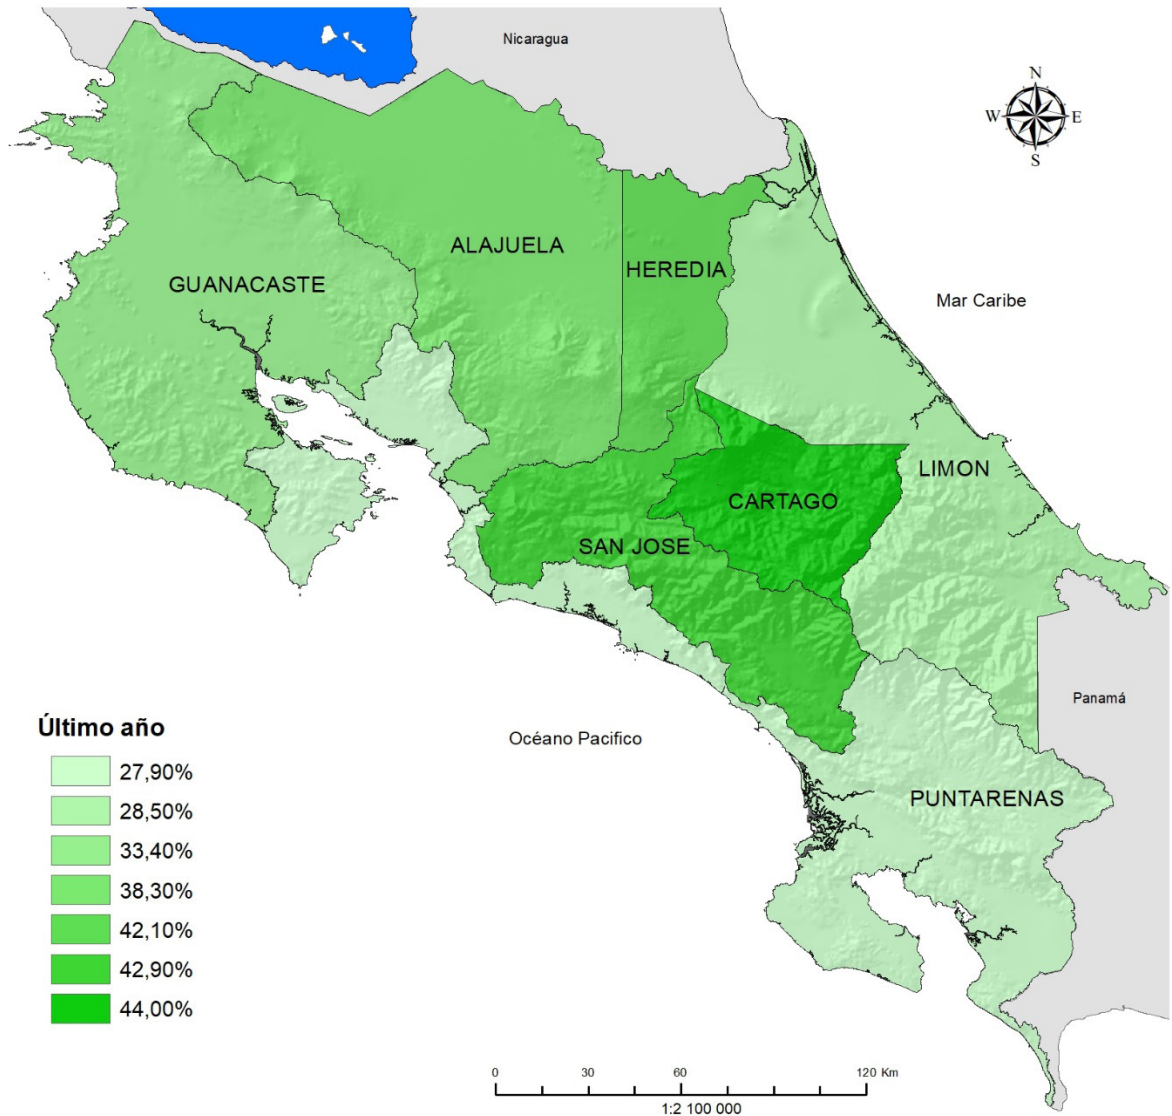 Nicaragua
N
W
E
S
ALAJUELA
HEREDIA
GUANACASTE
Mar Caribe
LIMON
CARTAGO
SAN JOSE
Panamá
Océano Pacifico
PUNTARENAS
Último año
27,90%
28,50%
33,40%
38,30%
42,10%
42,90%
44,00%
0 30 60 120 Km
1:2 100 000